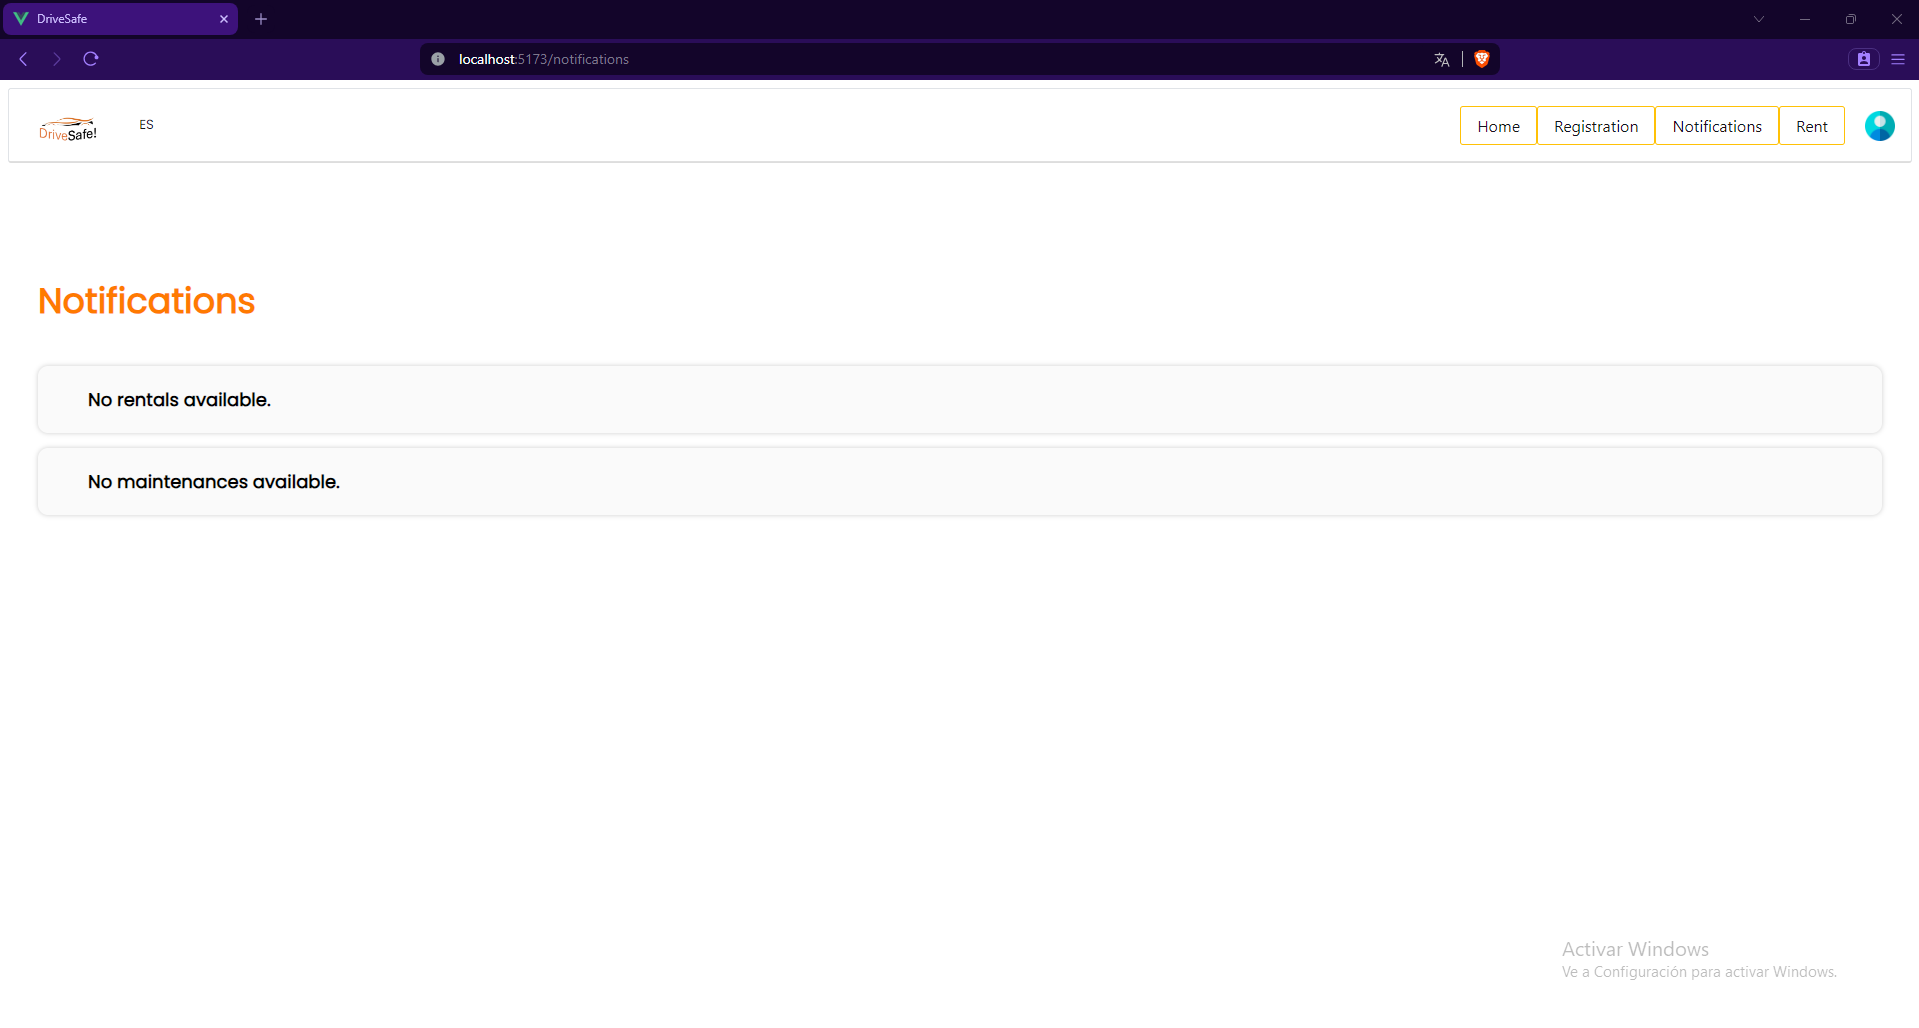 DriveSafe
localhost:5173/notifications
DriveSafe!
ES
Home
Registration
Notifications
Rent
Notifications
No rentals available.
No maintenances available.
Activar Windows
Ve a Configuración para activar Windows.